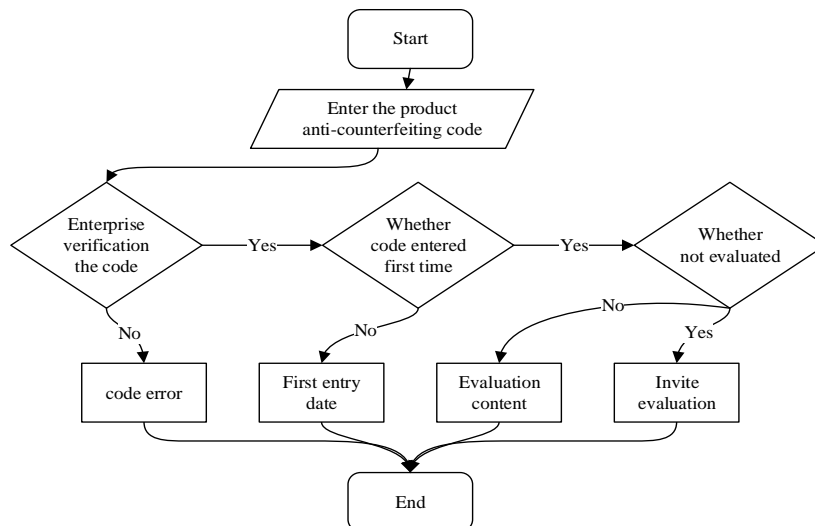 Start
Enter the product
anti-counterfeiting code
Enterprise
verification
the code
Yes
Whether
code entered
first time
Yes
Whether
not evaluated
No
No
No
Yes
code error
First entry
date
Evaluation
content
Invite
evaluation
End